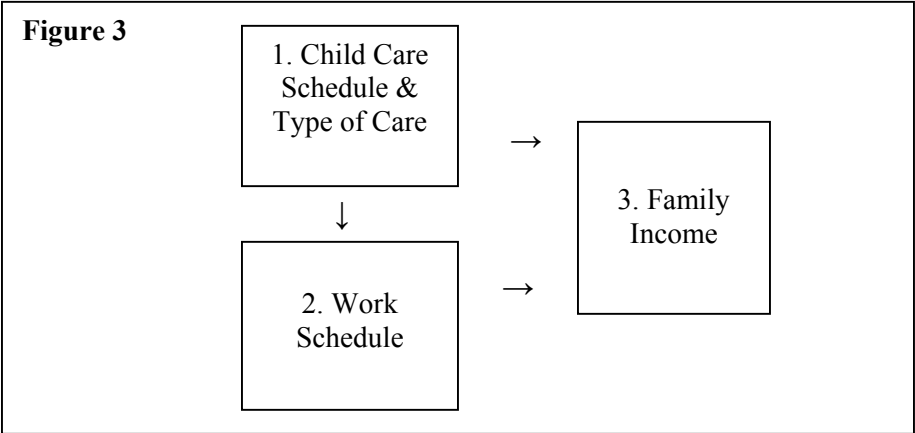 Figure 3
1. Child Care
Schedule &
Type of Care
→
↓
3. Family
Income
2. Work
Schedule
→